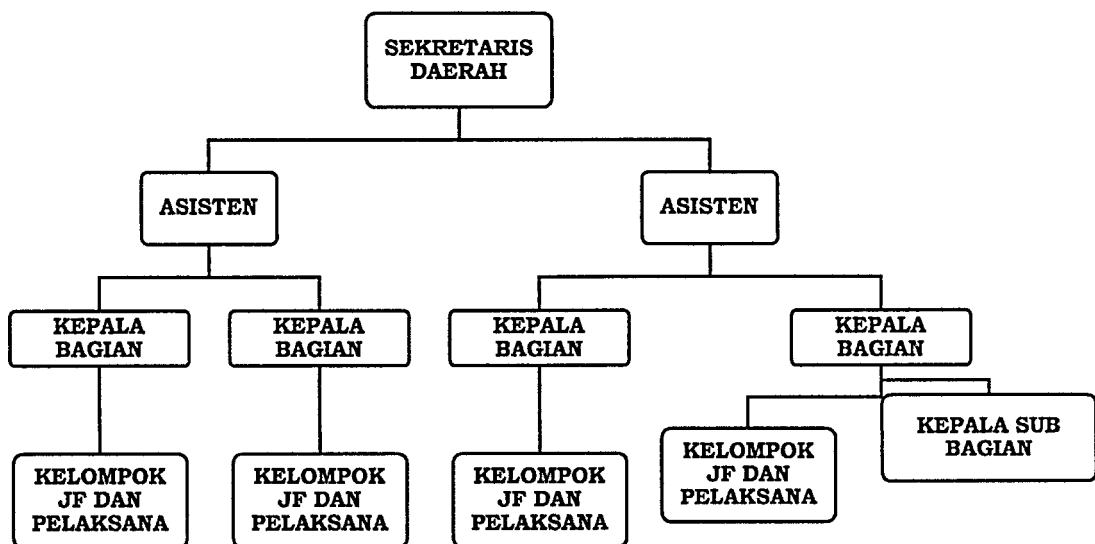 SEKRETARIS
DAERAH
ASISTEN
ASISTEN
KEPALA
BAGIAN
KEPALA
BAGIAN
KEPALA
BAGIAN
KEPALA
BAGIAN
KELOMPOK
JF DAN
PELAKSANA
KELOMPOK
JF DAN
PELAKSANA
KELOMPOK
JF DAN
PELAKSANA
KELOMPOK
JF DAN
PELAKSANA
KEPALA SUB
BAGIAN